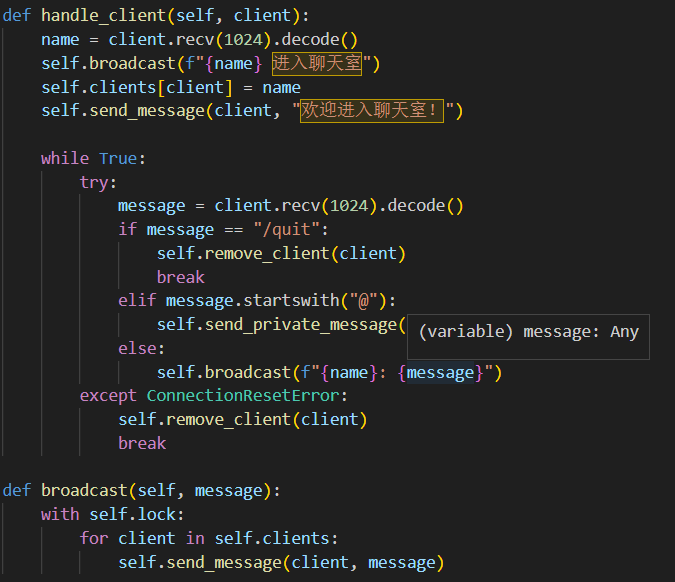 def handle_client(self, client):
    name = client.recv(1024).decode()
    self.broadcast(f"{name} 进入聊天室")
    self.clients[client] = name
    self.send_message(client, "欢迎进入聊天室！")
    while True:
        try:
            message = client.recv(1024).decode()
            if message == "/quit":
                self.remove_client(client)
                break
            elif message.startswith("@"):
                self.send_private_message(
(variable) message: Any
            else:
                self.broadcast(f"{name}: {message}")
        except ConnectionResetError:
            self.remove_client(client)
            break
def broadcast(self, message):
    with self.lock:
        for client in self.clients:
            self.send_message(client, message)